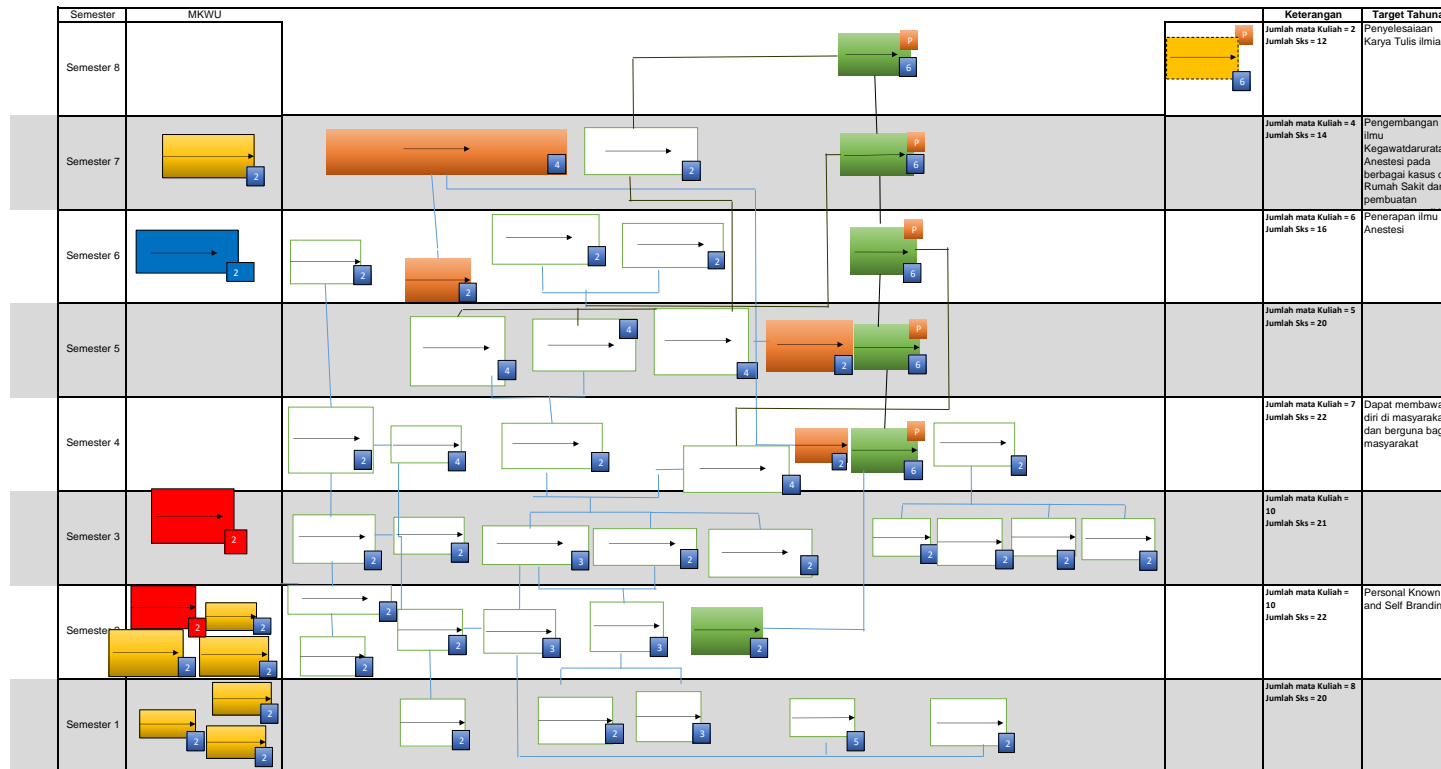 Semester MKWU Keterangan Target Tahuna
Semester 8
P
6
P
6
Jumlah mata Kuliah = 2
Jumlah Sks = 12
Penyelesaiaan
Karya Tulis ilmia
Semester 7
2
4
2
P
6
Jumlah mata Kuliah = 4
Jumlah Sks = 14
Pengembangan
ilmu
Kegawatdarurata
Anestesi pada
berbagai kasus d
Rumah Sakit dan
pembuatan
Semester 6
2
2
2
2
2
P
6
Jumlah mata Kuliah = 6
Jumlah Sks = 16
Penerapan ilmu
Anestesi
Semester 5
4
4
4
2
P
6
Jumlah mata Kuliah = 5
Jumlah Sks = 20
Semester 4
2
4
2
4
2
P
6
2
Jumlah mata Kuliah = 7
Jumlah Sks = 22
Dapat membawa
diri di masyaraka
dan berguna bag
masyarakat
Semester 3
2
2
2
3
2
2
2
2
2
2
Jumlah mata Kuliah =
10
Jumlah Sks = 21
Semester
2
2
2
2
2
2
2
3
3
2
Jumlah mata Kuliah =
10
Jumlah Sks = 22
Personal Known
and Self Brandin
Semester 1
2
2
2
2
2
3
5
2
Jumlah mata Kuliah = 8
Jumlah Sks = 20